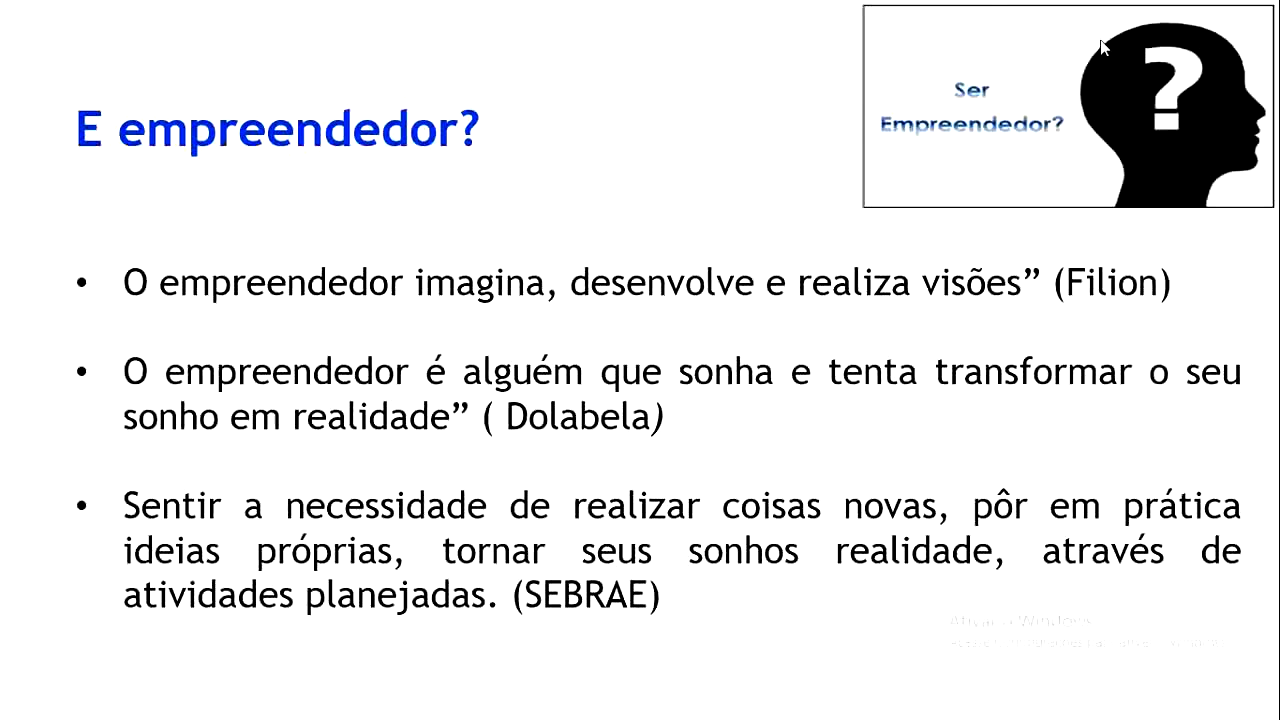 E empreendedor?
Ser
Empreendedor?
?
• O empreendedor imagina, desenvolve e realiza visões” (Filion)
• O empreendedor é alguém que sonha e tenta transformar o seu
sonho em realidade” ( Dolabela)
• Sentir a necessidade de realizar coisas novas, pôr em prática
ideias próprias, tornar seus sonhos realidade, através de
atividades planejadas. (SEBRAE)
Windows